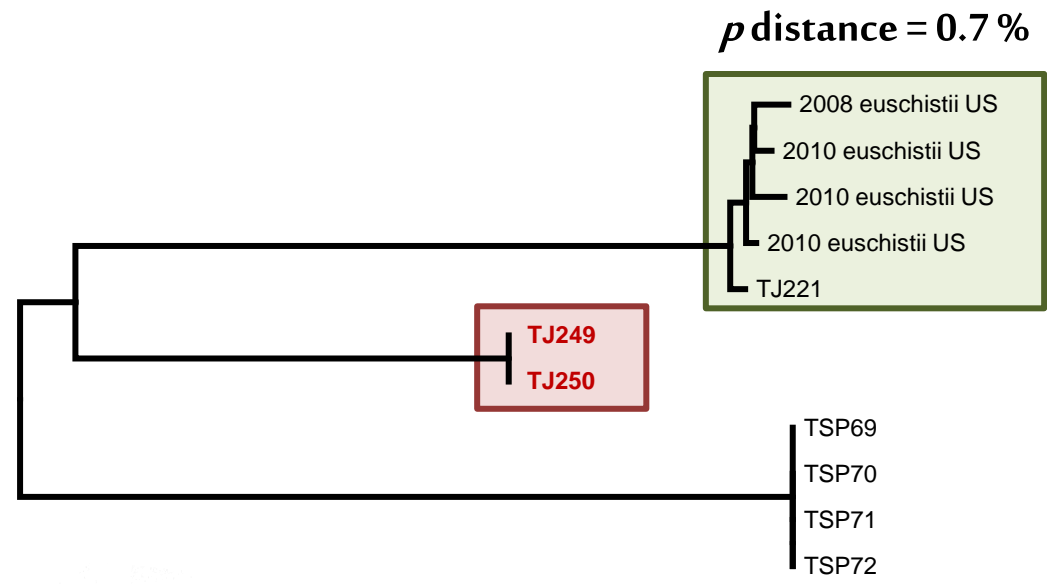 p distance = 0.7 %
2008 euschistii US
2010 euschistii US
2010 euschistii US
2010 euschistii US
TJ221
TJ249
TJ250
TSP69
TSP70
TSP71
TSP72